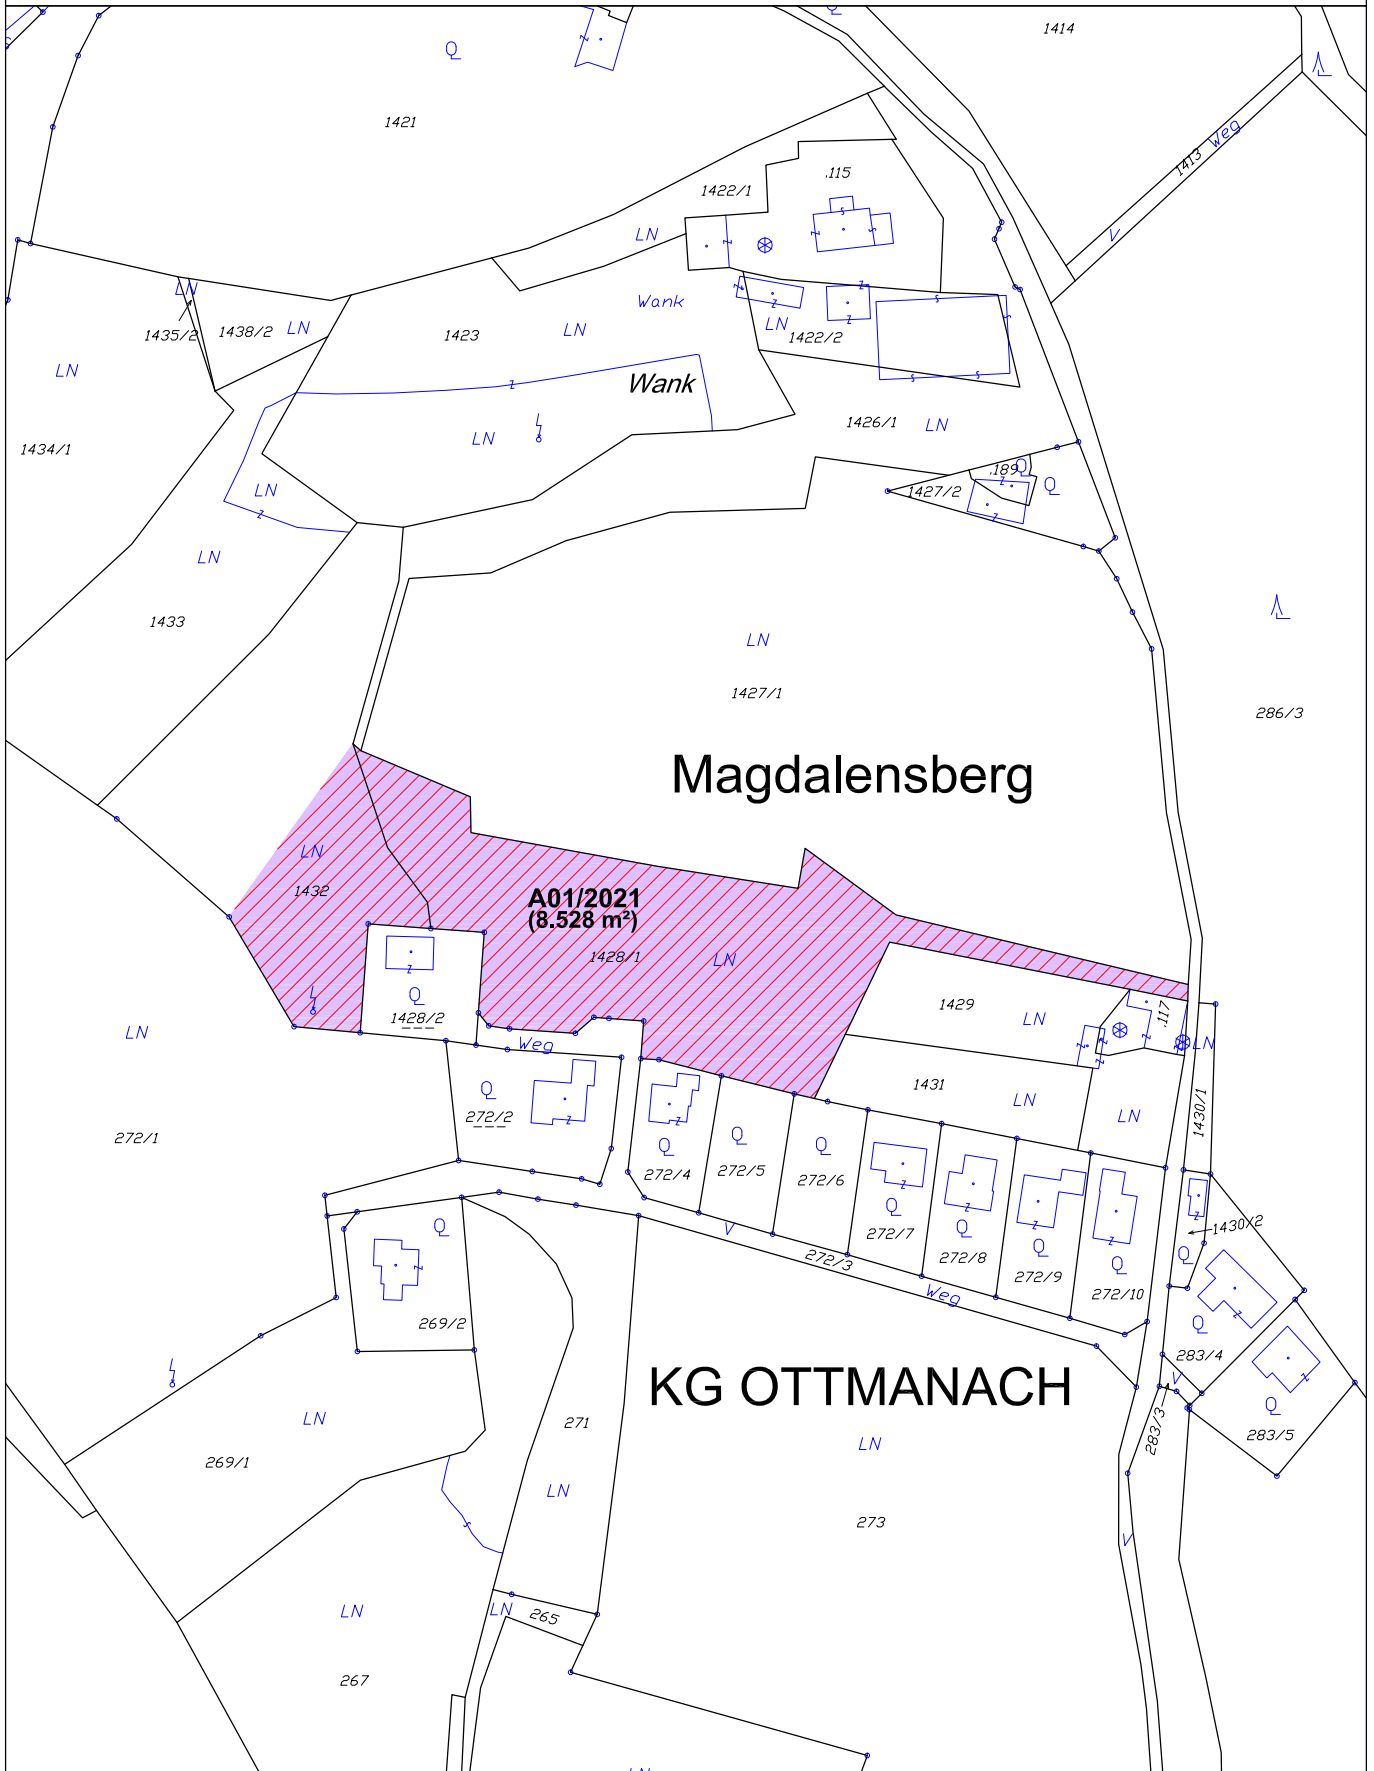 Q
1414
1421
1413 Weg
.115
1422/1
LN
V
LN
1435/2
1438/2
LN
1423
LN
Wank
LN
1422/2
LN
Wank
1434/1
LN
LN
1426/1
LN
.189
Q
Q
1427/2
LN
1433
LN
1427/1
286/3
Magdalensberg
LN
1432
A01/2021
(8.528 m²)
1428/1
LN
Q
1428/2
1429
LN
.117
LN
Weg
LN
1431
LN
LN
1430/1
272/1
Q
272/2
Q
272/4
Q
272/5
Q
272/6
Q
272/7
Q
272/8
Q
272/9
Q
272/10
1430/2
Q
V
272/3
Weg
Q
269/2
Q
283/4
V
283/3
Q
283/5
KG OTTMANACH
LN
269/1
271
LN
LN
273
V
LN
265
LN
267